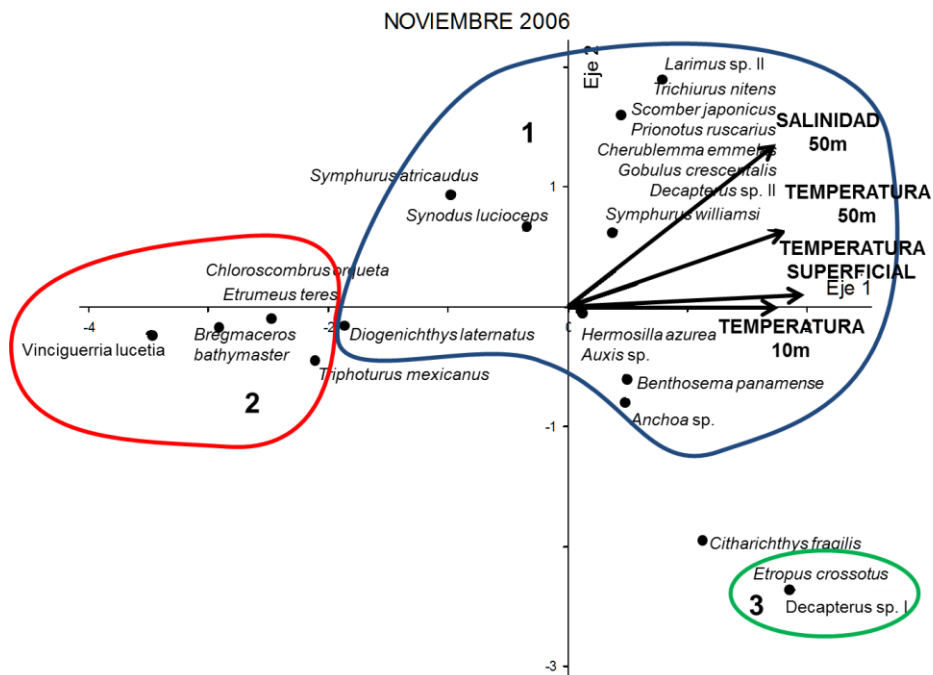 NOVIEMBRE 2006
Eje 2
Larimus sp. II
Trichiurus nitens
Scomber japonicus
Prionotus ruscarius
Cherublemma emmelas
Gobulus crescentalis
Decapterus sp. II
Symphurus williamsi
SALINIDAD
50m
TEMPERATURA
50m
TEMPERATURA
SUPERFICIAL
Eje 1
TEMPERATURA
10m
1
1
Symphurus atricaudus
Synodus lucioceps
Chloroscombrus orqueta
Etrumeus teres
-4
-2
0
Vinciguerria lucetia
Bregmaceros
bathymaster
Diogenichthys laternatus
Triphoturus mexicanus
2
Hermosilla azurea
Auxis sp.
Benthosema panamense
Anchoa sp.
-1
Citharichthys fragilis
Etropus crossotus
3
Decapterus sp. I
-3